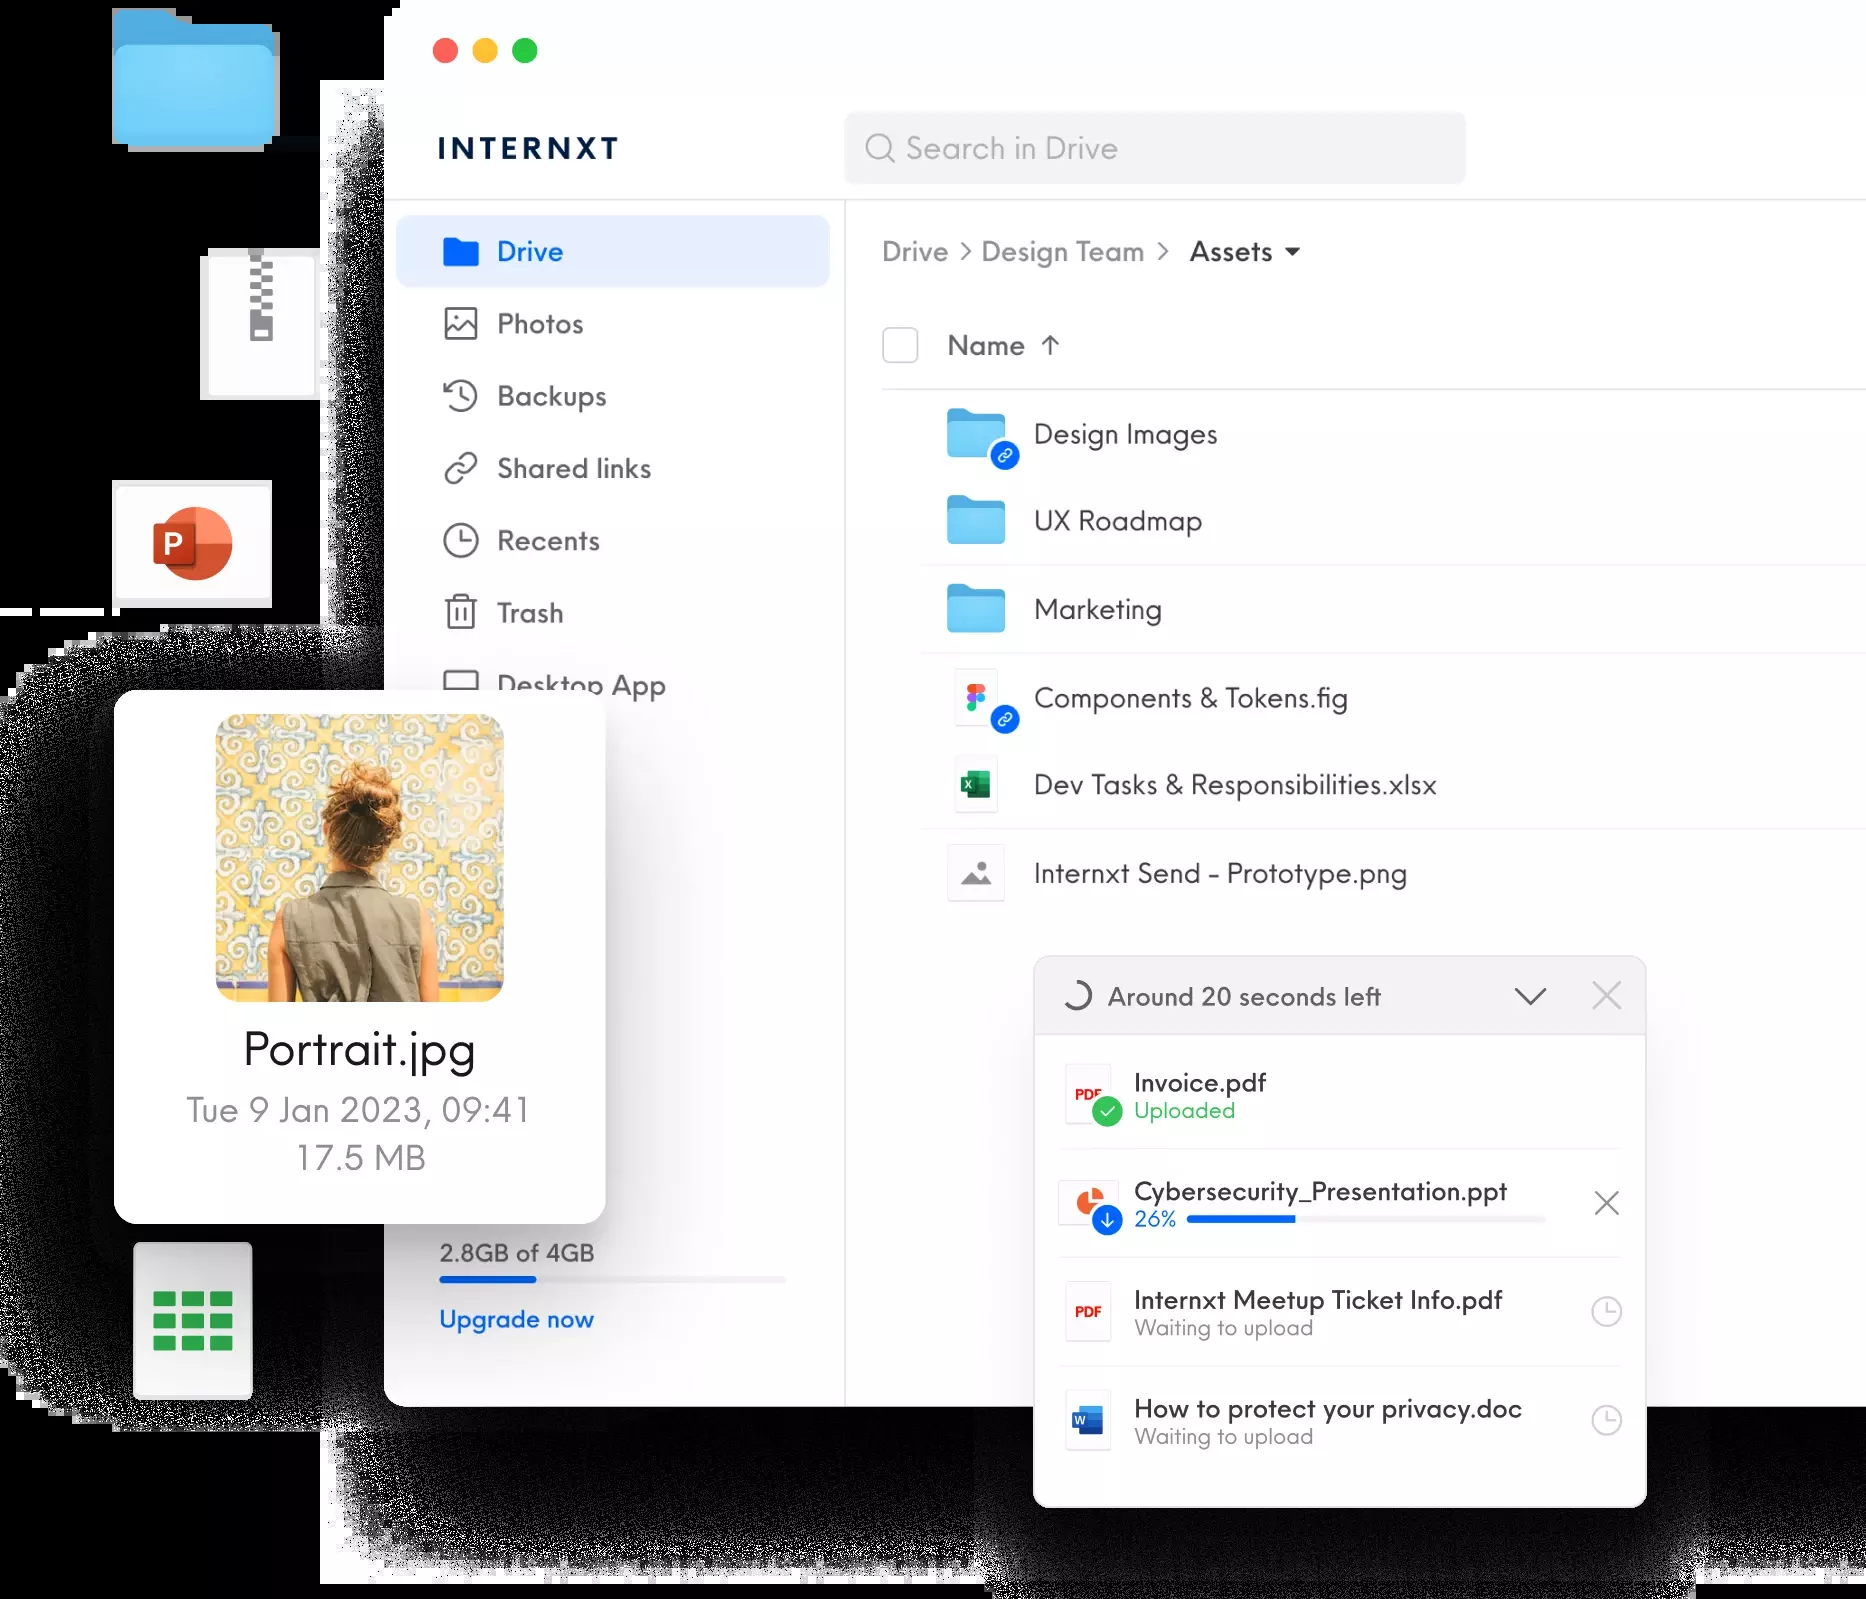 INTERNXT
Search in Drive
Drive
Photos
Backups
Shared links
Recents
Trash
Desktop App
2.8GB of 4GB
Upgrade now
Drive > Design Team > Assets
Name ↑
Design Images
UX Roadmap
Marketing
Components & Tokens.fig
Dev Tasks & Responsibilities.xlsx
X
Internxt Send - Prototype.png
Around 20 seconds left
PDF
Invoice.pdf
Uploaded
Cybersecurity_Presentation.ppt
26%
PDF
Internxt Meetup Ticket Info.pdf
Waiting to upload
W
How to protect your privacy.doc
Waiting to upload
P
Portrait.jpg
Tue 9 Jan 2023, 09:41
17.5 MB